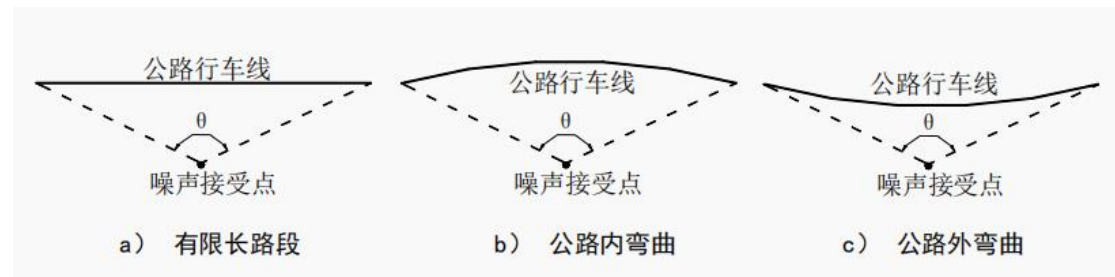 公路行车线
θ
噪声接受点
a） 有限长路段
公路行车线
θ
噪声接受点
b） 公路内弯曲
公路行车线
θ
噪声接受点
c） 公路外弯曲